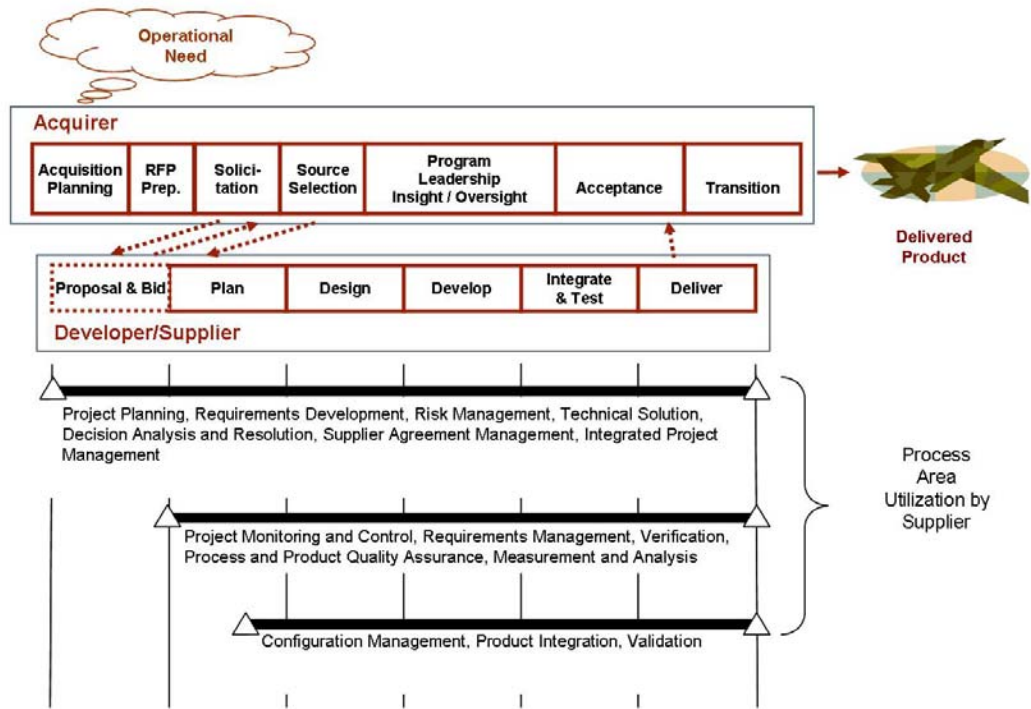 Operational
Need
Acquirer
Acquisition
Planning
RFP
Prep.
Solici-
tation
Source
Selection
Program
Leadership
Insight / Oversight
Acceptance
Transition
Delivered
Product
Proposal & Bid
Plan
Design
Develop
Integrate
& Test
Deliver
Developer/Supplier
Project Planning, Requirements Development, Risk Management, Technical Solution,
Decision Analysis and Resolution, Supplier Agreement Management, Integrated Project
Management
Process
Area
Utilization by
Supplier
Project Monitoring and Control, Requirements Management, Verification,
Process and Product Quality Assurance, Measurement and Analysis
Configuration Management, Product Integration, Validation